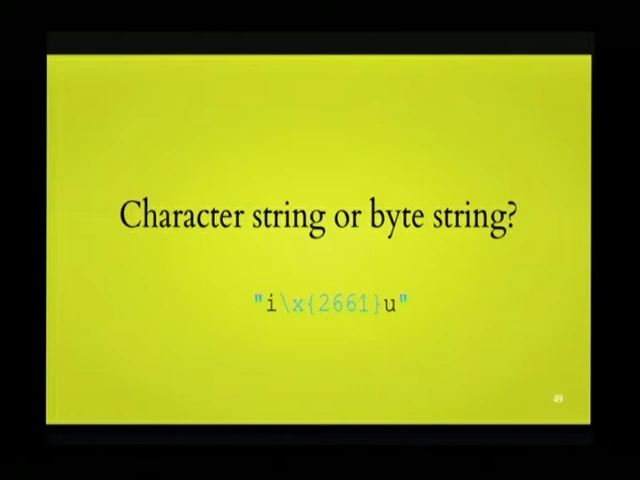 Character string or byte string?
"i\x{2661}u"
49